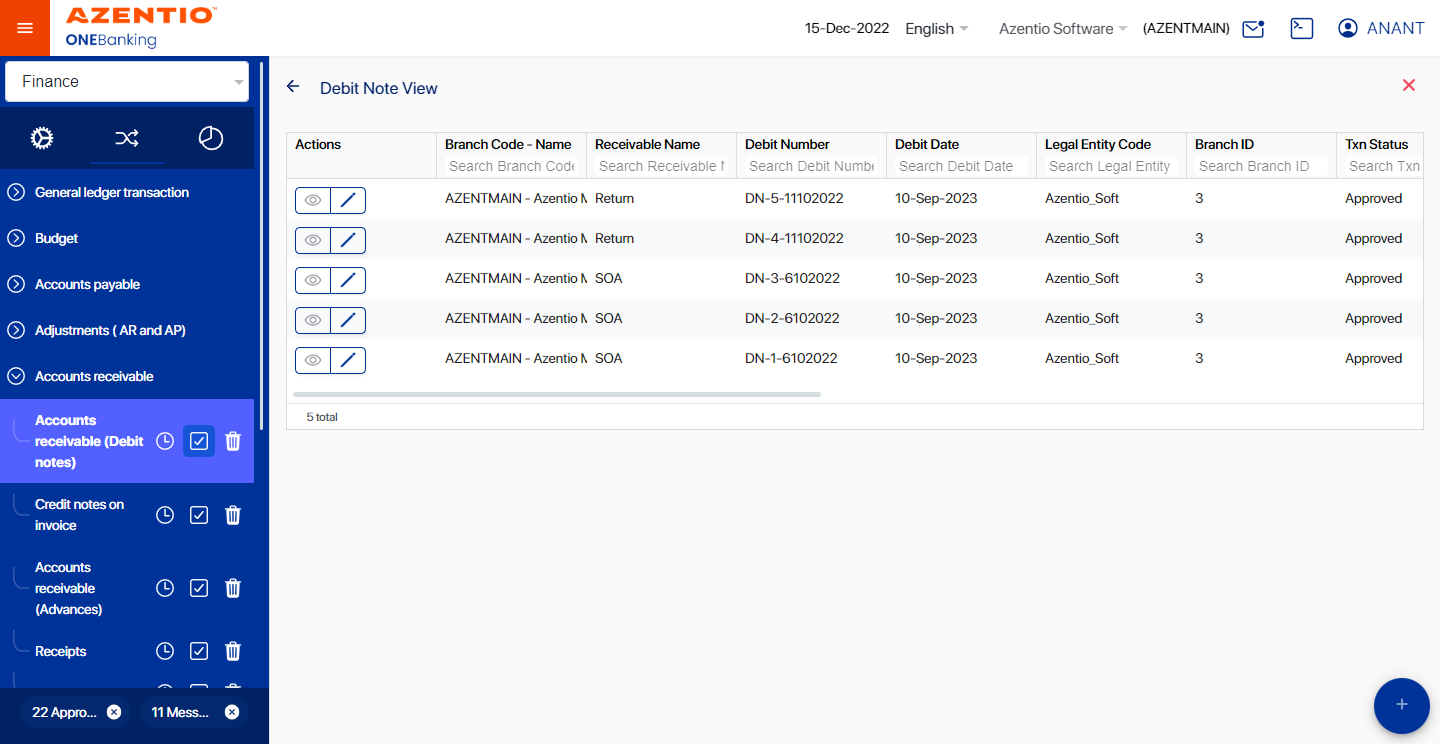 AZENTIO™
ONEBanking
15-Dec-2022 English Azentio Software (AZENTMAIN) ANANT
Finance
General ledger transaction
Budget
Accounts payable
Adjustments ( AR and AP)
Accounts receivable
Accounts
receivable (Debit
notes)
Credit notes on
invoice
Accounts
receivable
(Advances)
Receipts
22 Appro...
11 Mess...
Debit Note View
Actions Branch Code - Name Receivable Name Debit Number Debit Date Legal Entity Code Branch ID Txn Status
Search Branch Code Search Receivable N Search Debit Numbe Search Debit Date Search Legal Entity Search Branch ID Search Txn
AZENTMAIN - Azentio M Return DN-5-11102022 10-Sep-2023 Azentio_Soft 3 Approved
AZENTMAIN - Azentio M Return DN-4-11102022 10-Sep-2023 Azentio_Soft 3 Approved
AZENTMAIN - Azentio M SOA DN-3-6102022 10-Sep-2023 Azentio_Soft 3 Approved
AZENTMAIN - Azentio M SOA DN-2-6102022 10-Sep-2023 Azentio_Soft 3 Approved
AZENTMAIN - Azentio M SOA DN-1-6102022 10-Sep-2023 Azentio_Soft 3 Approved
5 total